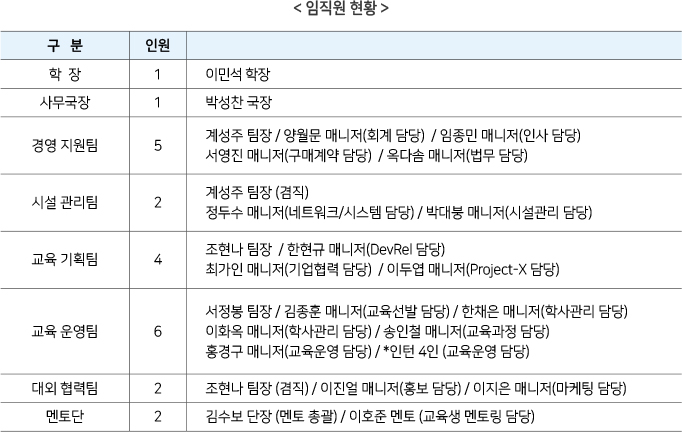 < 임직원 현황 >
구 분 인원
학 장 1 이민석 학장
사무국장 1 박성찬 국장
경영 지원팀 5 계성주 팀장 / 양월문 매니저(회계 담당) / 임종민 매니저(인사 담당)
서영진 매니저(구매계약 담당) / 옥다솜 매니저(법무 담당)
시설 관리팀 2 계성주 팀장 (겸직)
정두수 매니저(네트워크/시스템 담당) / 박대붕 매니저(시설관리 담당)
교육 기획팀 4 조현나 팀장 / 한현규 매니저(DevRel 담당)
최가인 매니저(기업협력 담당) / 이두엽 매니저(Project-X 담당)
교육 운영팀 6 서정봉 팀장 / 김종훈 매니저(교육선발 담당) / 한채은 매니저(학사관리 담당)
이화옥 매니저(학사관리 담당) / 송인철 매니저(교육과정 담당)
홍경구 매니저(교육운영 담당) / *인턴 4인 (교육운영 담당)
대외 협력팀 2 조현나 팀장 (겸직) / 이진얼 매니저(홍보 담당) / 이지은 매니저(마케팅 담당)
멘토단 2 김수보 단장 (멘토 총괄) / 이호준 멘토 (교육생 멘토링 담당)